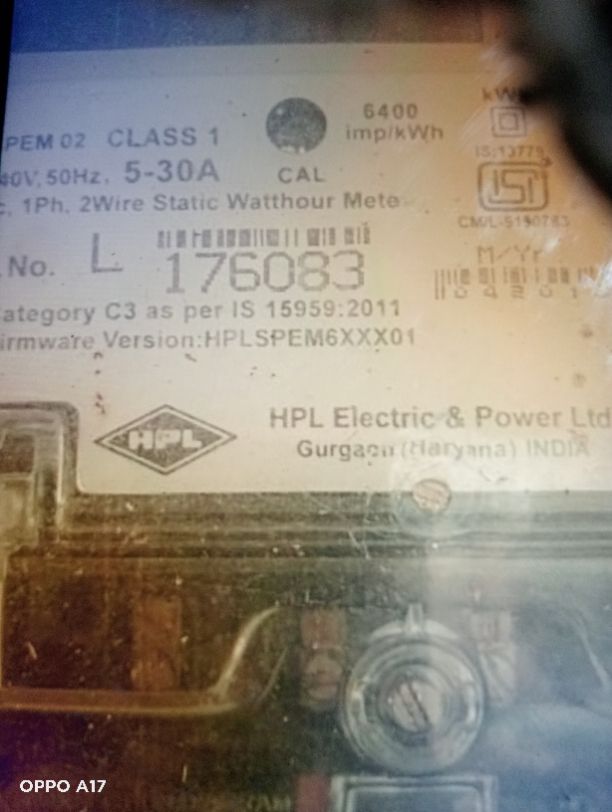 kW
6400
imp/kWh
PEM 02 CLASS 1
IS:13779
40V, 50Hz, 5-30A
CAL
1Ph, 2Wire Static Watthour Mete
CM/L-5190783
M/Yr
No. L 176083
ategory C3 as per IS 15959:2011
irmware Version:HPLSPEM6XXX01
HPL
HPL Electric & Power Ltd
Gurgaon (Haryana) INDIA
OPPO A17